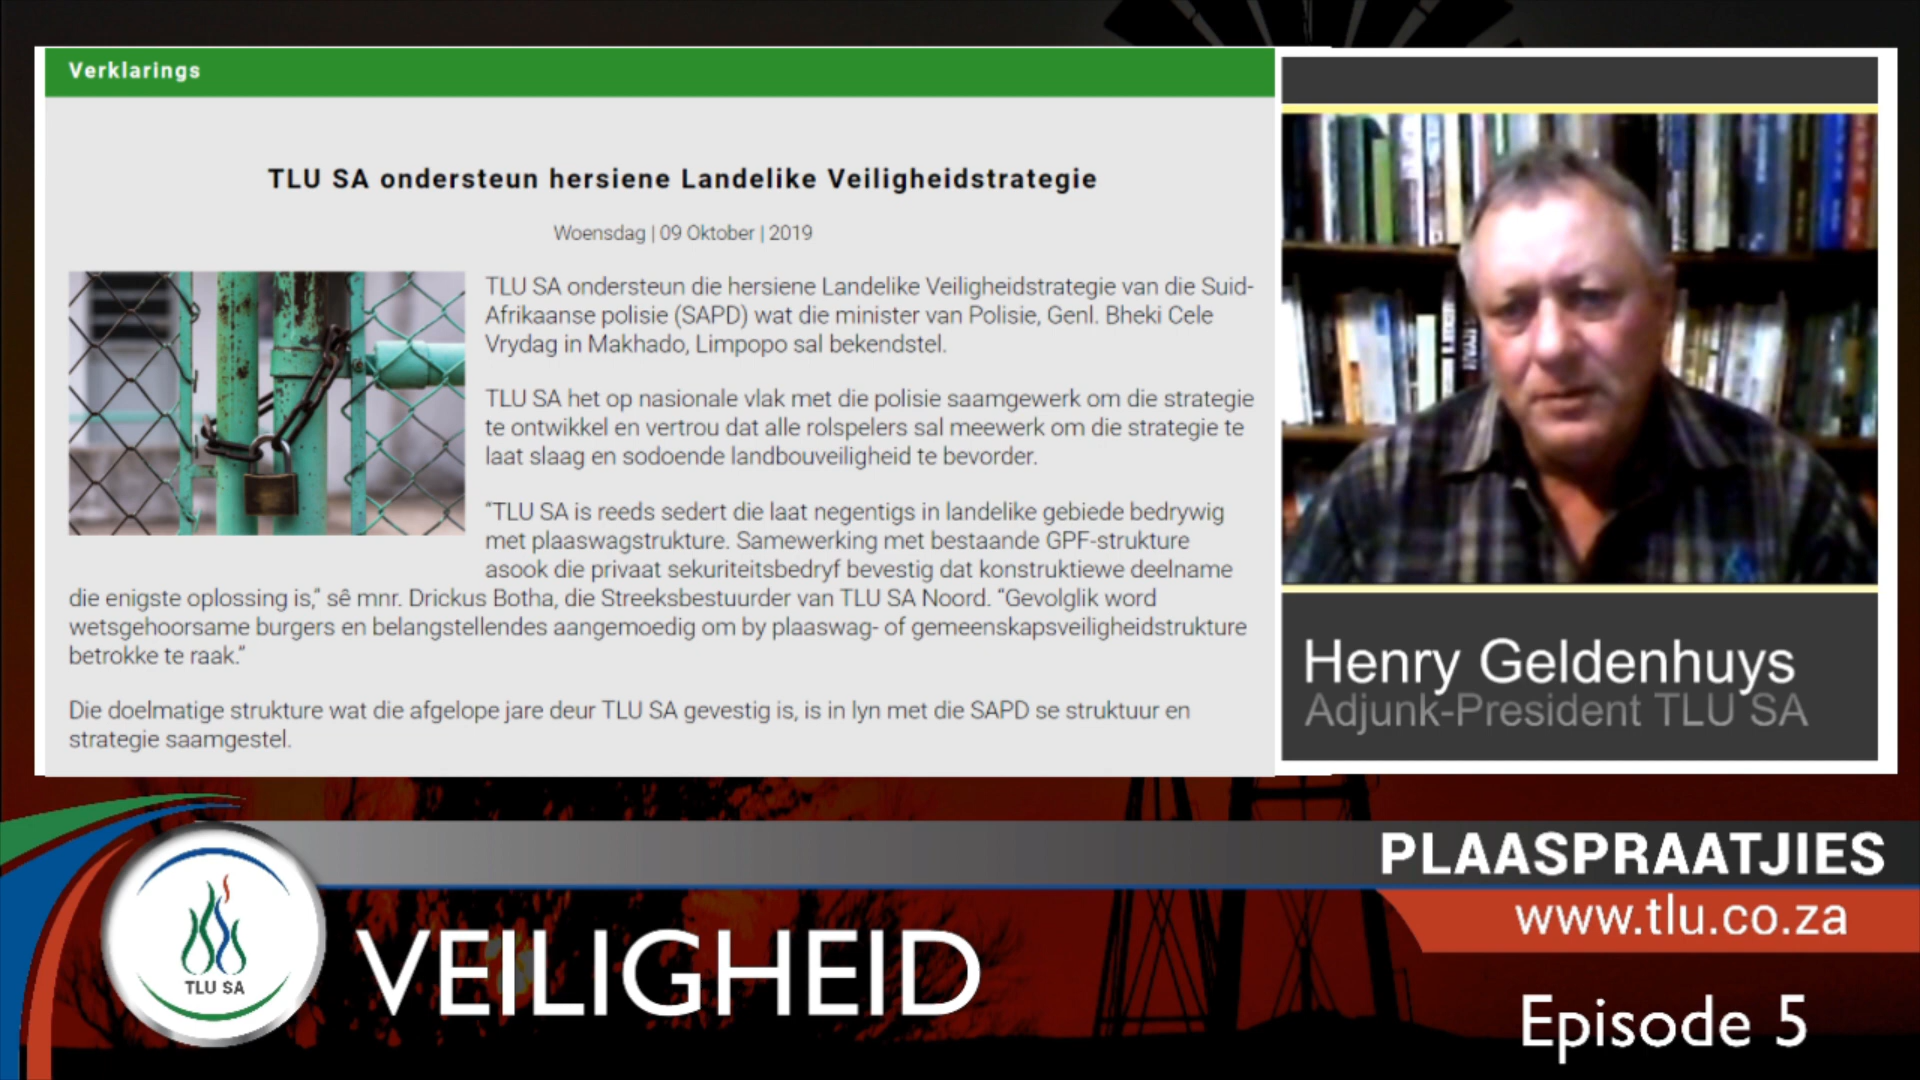 Verklarings
TLU SA ondersteun hersiene Landelike Veiligheidstrategie
Woensdag | 09 Oktober | 2019
TLU SA ondersteun die hersiene Landelike Veiligheidstrategie van die Suid-
Afrikaanse polisie (SAPD) wat die minister van Polisie, Genl. Bheki Cele
Vrydag in Makhado, Limpopo sal bekendstel.
TLU SA het op nasionale vlak met die polisie saamgewerk om die strategie
te ontwikkel en vertrou dat alle rolspelers sal meewerk om die strategie te
laat slaag en sodoende landbouveiligheid te bevorder.
“TLU SA is reeds sedert die laat negentigs in landelike gebiede bedrywig
met plaaswagstrukture. Samewerking met bestaande GPF-strukture
asook die privaat sekuriteitsbedryf bevestig dat konstruktiewe deelname
die enigste oplossing is,” sê mnr. Drickus Botha, die Streeksbestuurder van TLU SA Noord. “Gevolglik word
wetsgehoorsame burgers en belangstellendes aangemoedig om by plaaswag- of gemeenskapsveiligheidstrukture
betrokke te raak.”
Die doelmatige strukture wat die afgelope jare deur TLU SA gevestig is, is in lyn met die SAPD se struktuur en
strategie saamgestel.
Henry Geldenhuys
Adjunk-President TLU SA
PLAASPRAATJIES
www.tlu.co.za
TLU SA
VEILIGHEID
Episode 5